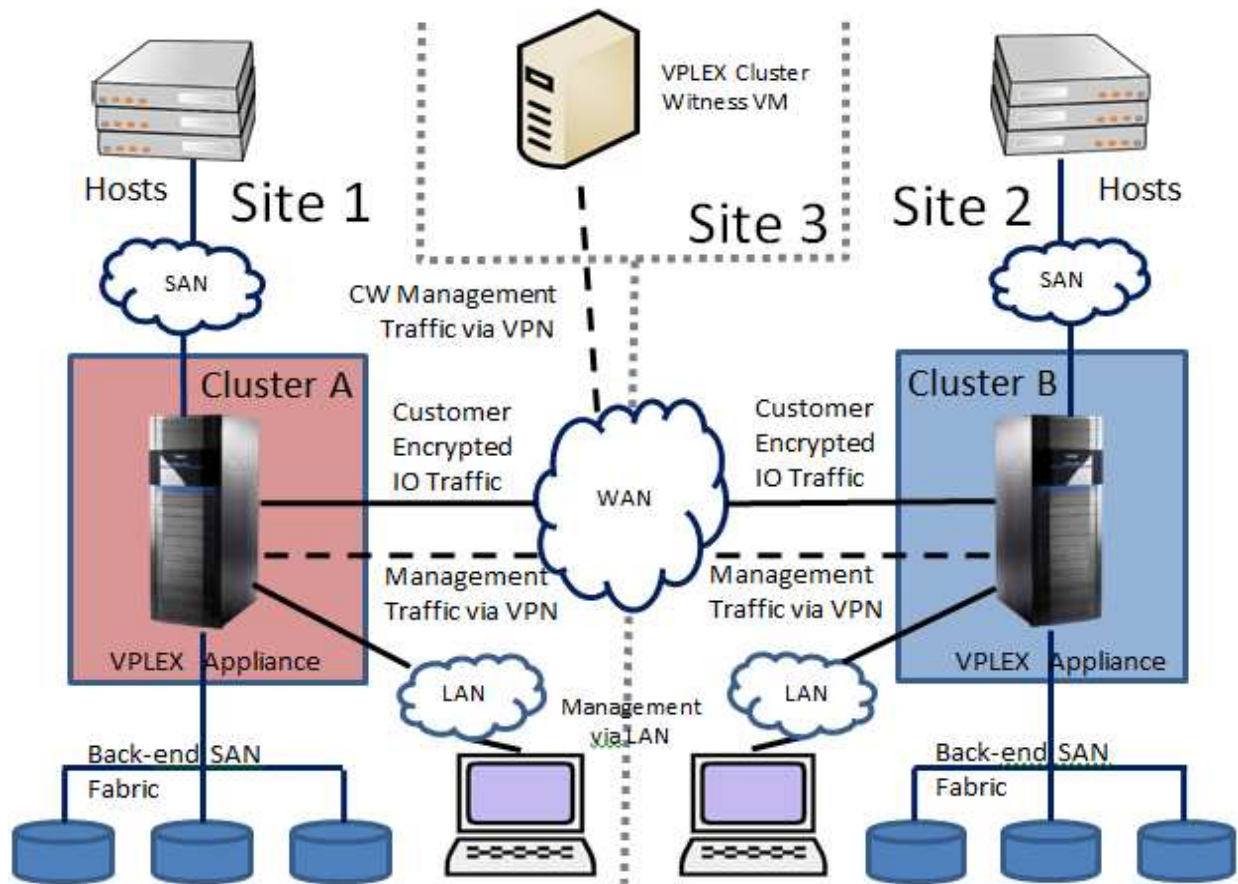 VPLEX Cluster
Witness VM
Hosts
Site 1
Site 3
Site 2
Hosts
SAN
SAN
CW Management
Traffic via VPN
Cluster A
Cluster B
Customer
Encrypted
IO Traffic
Customer
Encrypted
IO Traffic
WAN
Management
Traffic via VPN
Management
Traffic via VPN
VPLEX Appliance
VPLEX Appliance
LAN
LAN
Management
via LAN
Back-end SAN
Fabric
Back-end SAN
Fabric